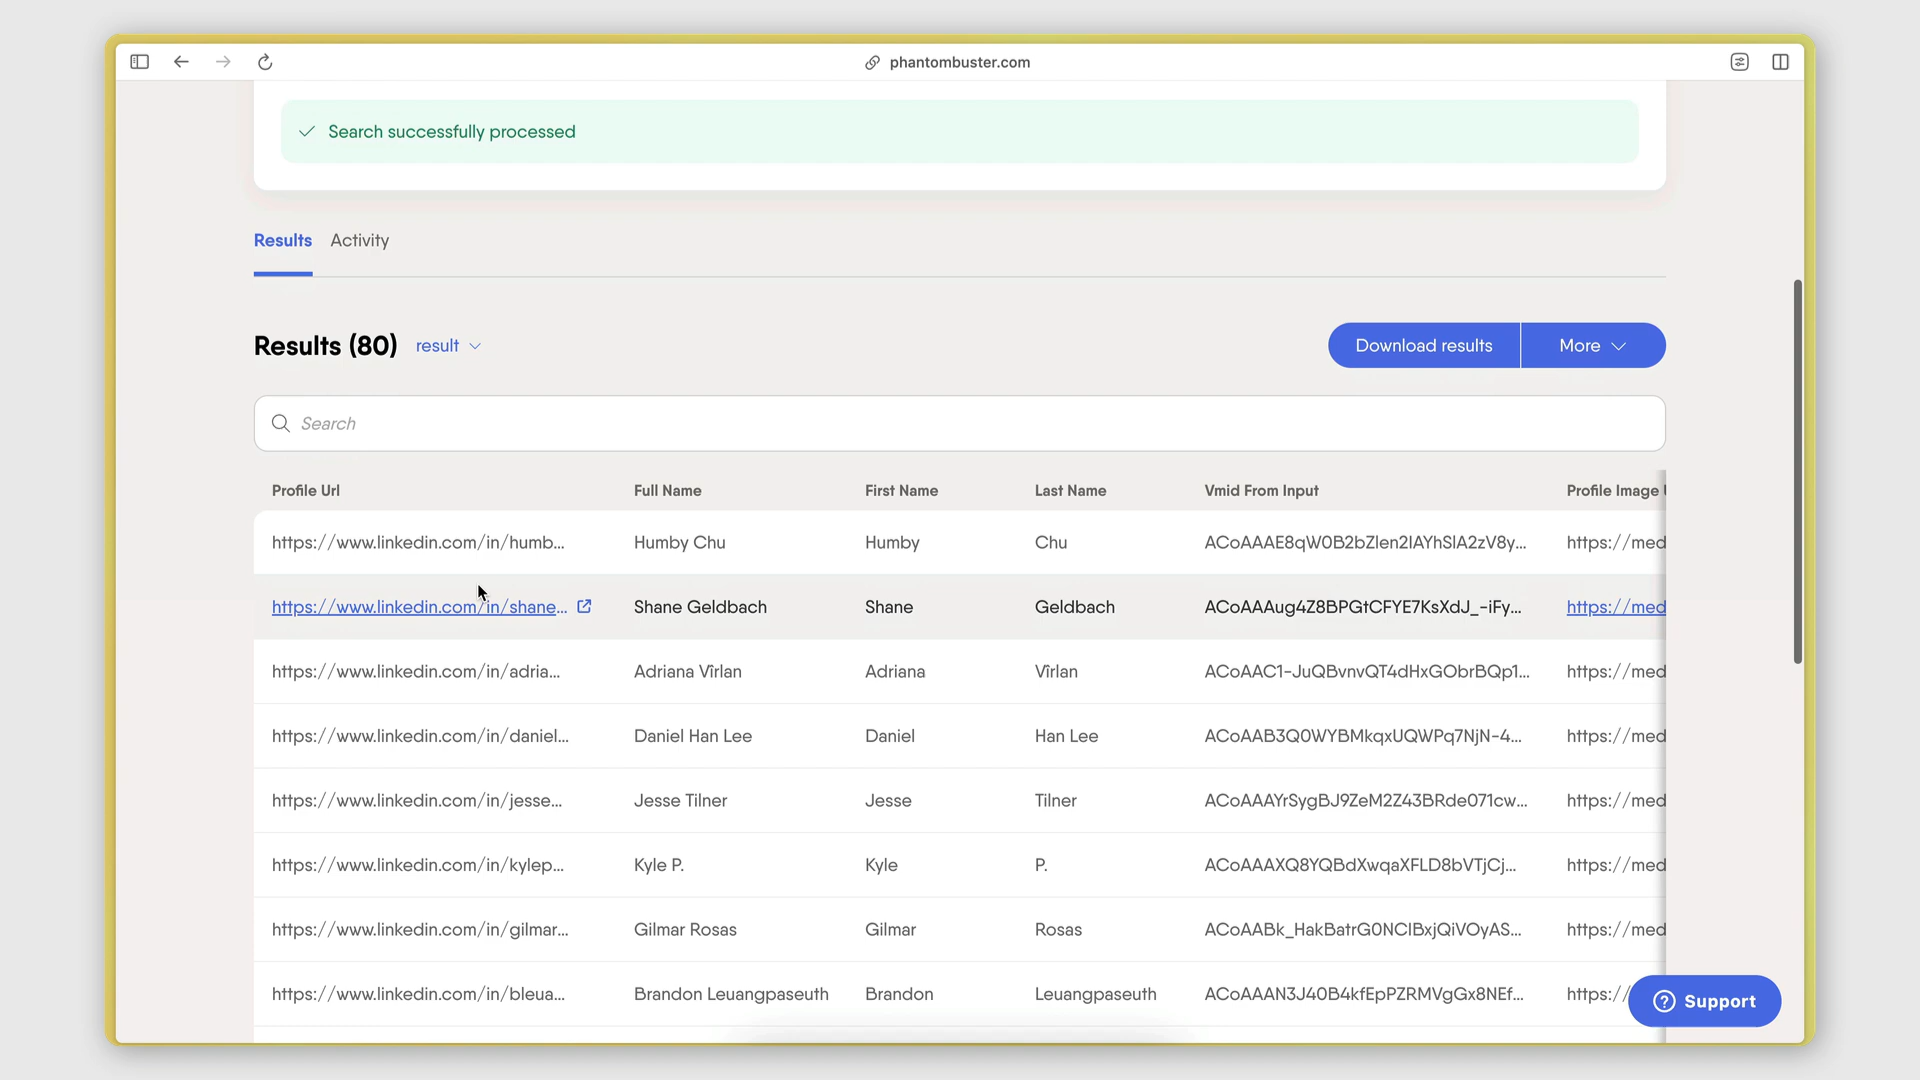 phantombuster.com
Search successfully processed
Results Activity
Results (80) result
Download results More
Search
Profile Url Full Name First Name Last Name Vmid From Input Profile Image
https://www.linkedin.com/in/humb... Humby Chu Humby Chu ACoAAAE8qW0B2bZlen2IAYhSlA2zV8y... https://med
https://www.linkedin.com/in/shane... Shane Geldbach Shane Geldbach ACoAAAug4Z8BPGtCFYE7KsXdJ_-iFy... https://med
https://www.linkedin.com/in/adria... Adriana Vîrlan Adriana Vîrlan ACoAAC1-JuQBvnvQT4dHxGObrBQp1... https://med
https://www.linkedin.com/in/daniel... Daniel Han Lee Daniel Han Lee ACoAAB3Q0WYBMkqxUQWPq7NjN-4... https://med
https://www.linkedin.com/in/jesse... Jesse Tilner Jesse Tilner ACoAAAYrSygBJ9ZeM2Z43BRde071cw... https://med
https://www.linkedin.com/in/kylep... Kyle P. Kyle P. ACoAAAXQ8YQBdXwqaXFLD8bVTjCj... https://med
https://www.linkedin.com/in/gilmar... Gilmar Rosas Gilmar Rosas ACoAABk_HakBatrG0NCIBxjQiVOyAS... https://med
https://www.linkedin.com/in/bleua... Brandon Leuangpaseuth Brandon Leuangpaseuth ACoAAAN3J40B4kfEpPZRMVgGx8NEf... https://
Support